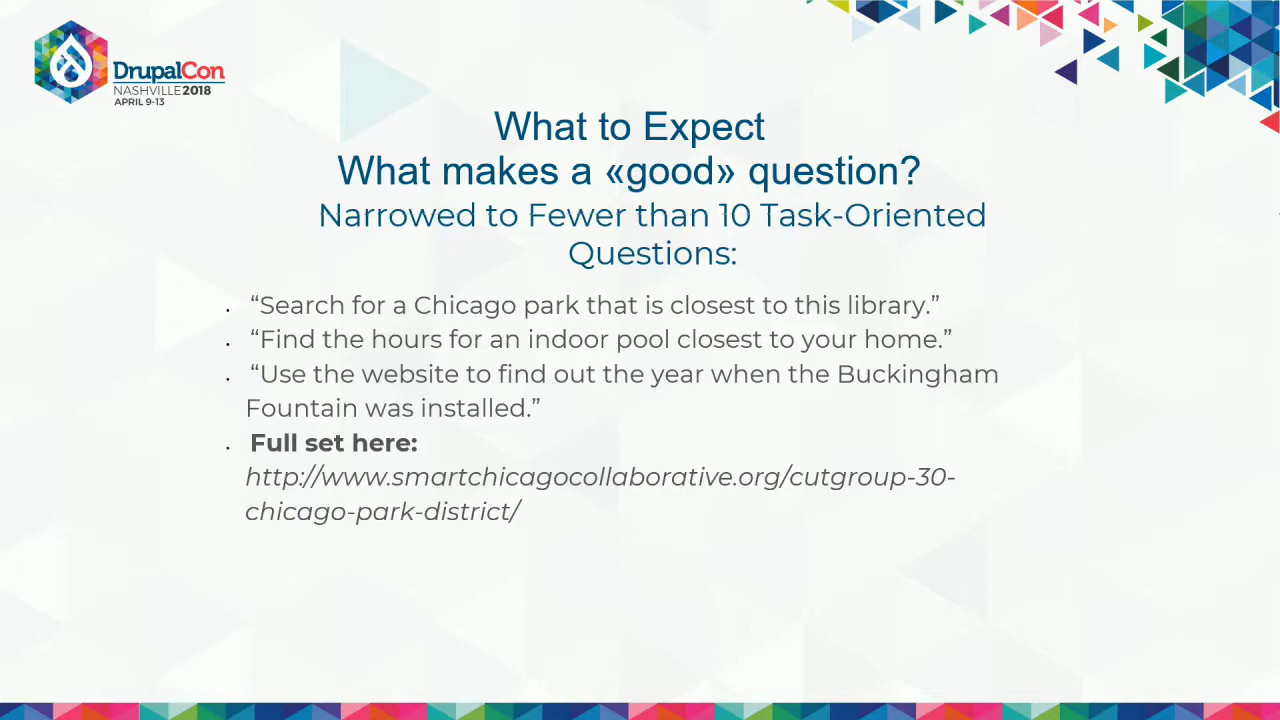 DrupalCon
NASHVILLE 2018
APRIL 9-13
What to Expect
What makes a «good» question?
Narrowed to Fewer than 10 Task-Oriented
Questions:
• “Search for a Chicago park that is closest to this library.”
• “Find the hours for an indoor pool closest to your home.”
• “Use the website to find out the year when the Buckingham
Fountain was installed.”
• Full set here:
http://www.smartchicagocollaborative.org/cutgroup-30-
chicago-park-district/